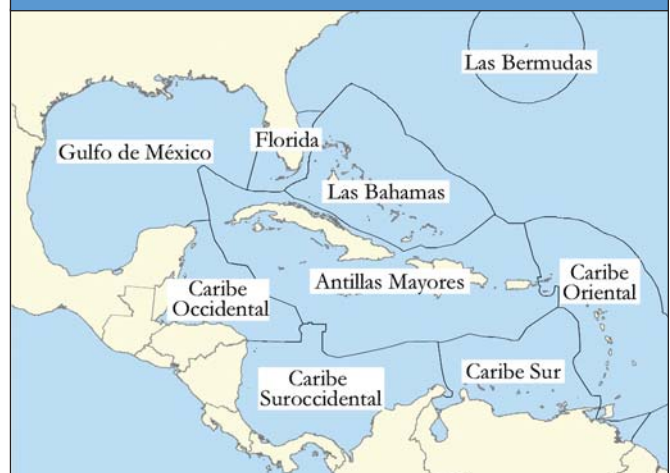 Las Bermudas
Florida
Gulfo de México
Las Bahamas
Antillas Mayores
Caribe
Oriental
Caribe
Occidental
Caribe Sur
Caribe
Suroccidental